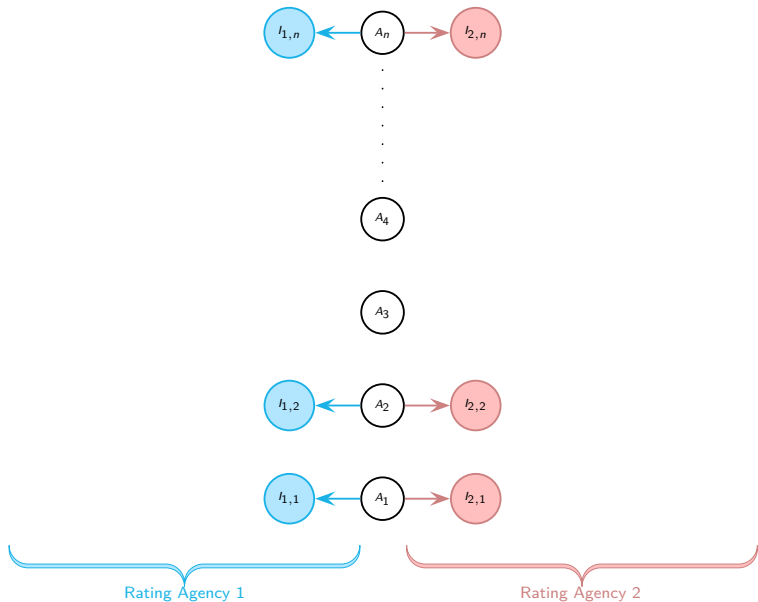 I1,n An I2,n
A4
A3
I1,2 A2 I2,2
I1,1 A1 I2,1
Rating Agency 1 Rating Agency 2